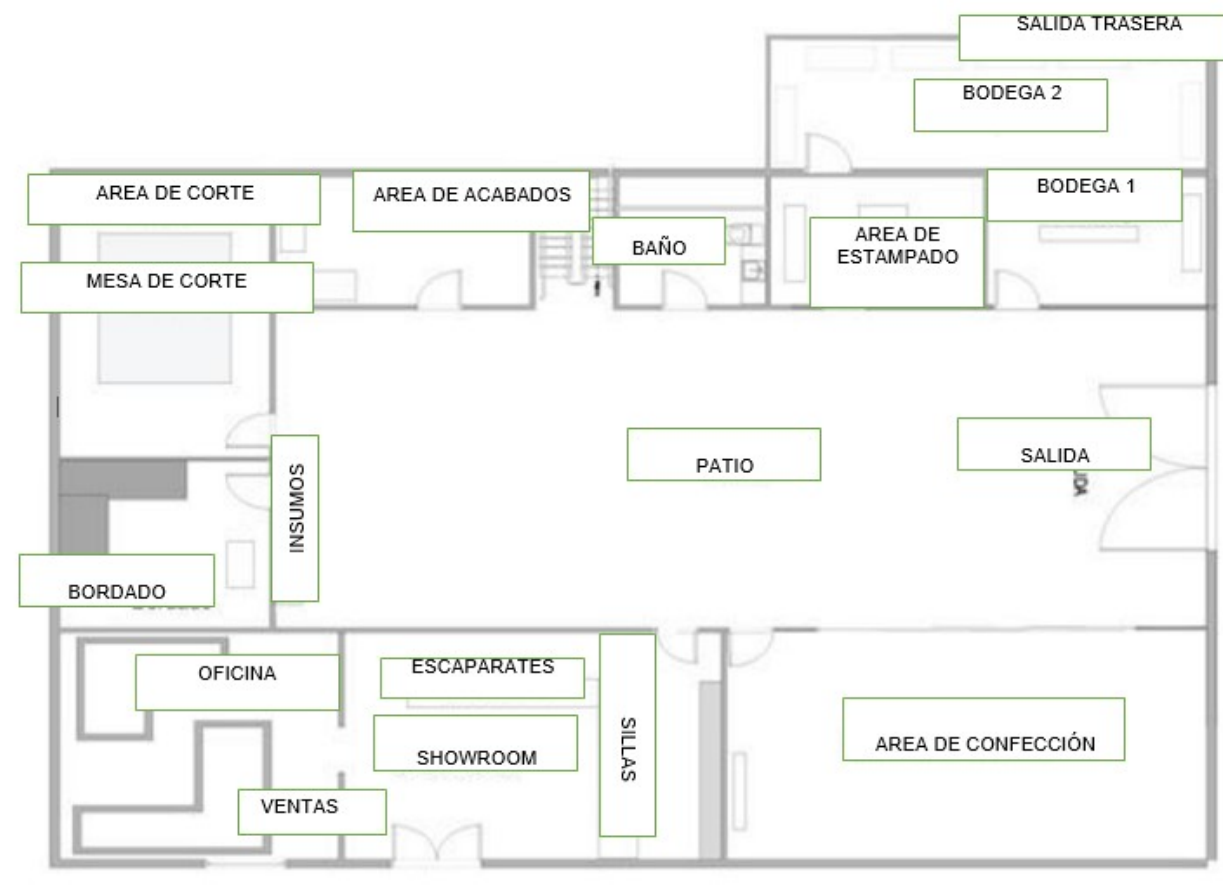 SALIDA TRASERA
BODEGA 2
AREA DE CORTE
AREA DE ACABADOS
BODEGA 1
BAÑO
AREA DE
ESTAMPADO
MESA DE CORTE
PATIO
SALIDA
INSUMOS
BORDADO
OFICINA
ESCAPARATES
SILLAS
SHOWROOM
AREA DE CONFECCIÓN
VENTAS